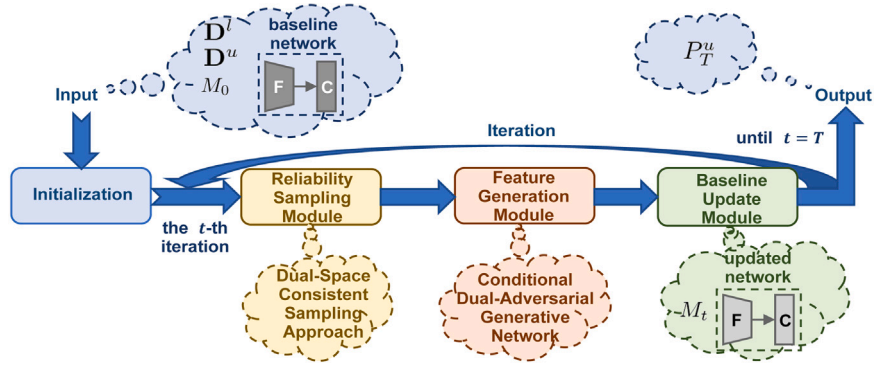 D^l
D^u
M_0
baseline
network
F
C
P_T^u
Input
Output
Iteration
until t = T
Initialization
the t-th
iteration
Reliability
Sampling
Module
Feature
Generation
Module
Baseline
Update
Module
Dual-Space
Consistent
Sampling
Approach
Conditional
Dual-Adversarial
Generative
Network
updated
network
M_t
F
C